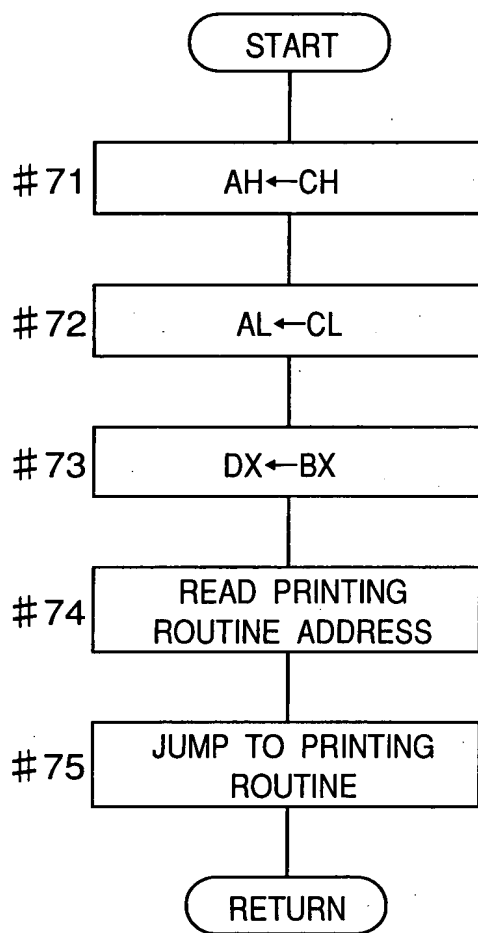 START
#71
AH←CH
#72
AL←CL
#73
DX←BX
#74
READ PRINTING
ROUTINE ADDRESS
#75
JUMP TO PRINTING
ROUTINE
RETURN